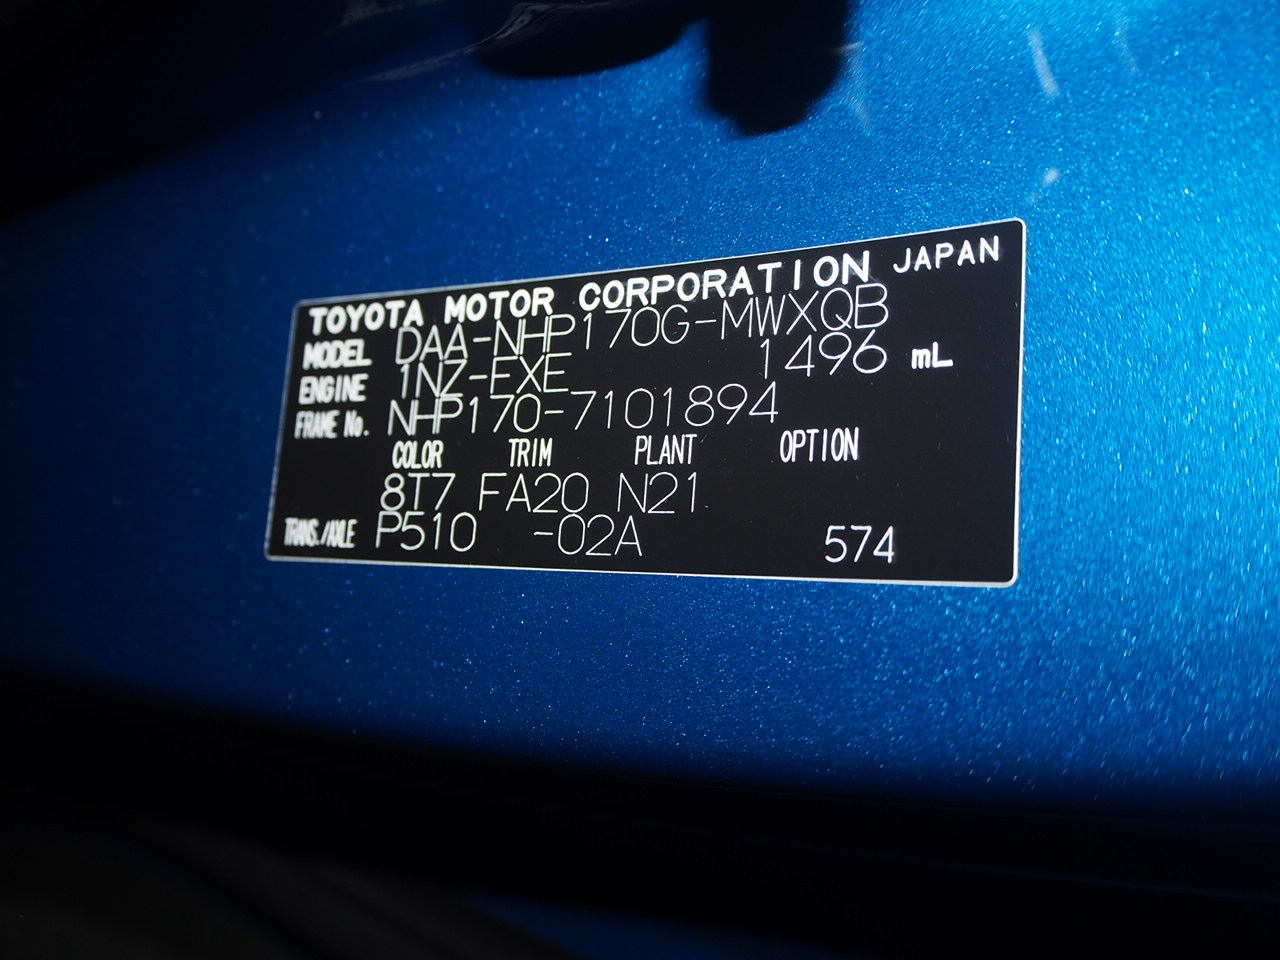 TOYOTA MOTOR CORPORATION JAPAN
MODEL DAA-NHP170G-MWXQB
ENGINE 1NZ-FXE 1496 mL
FRAME No. NHP170-7101894
COLOR TRIM PLANT OPTION
8T7 FA20 N21
TRANS./AXLE P510 -02A 574